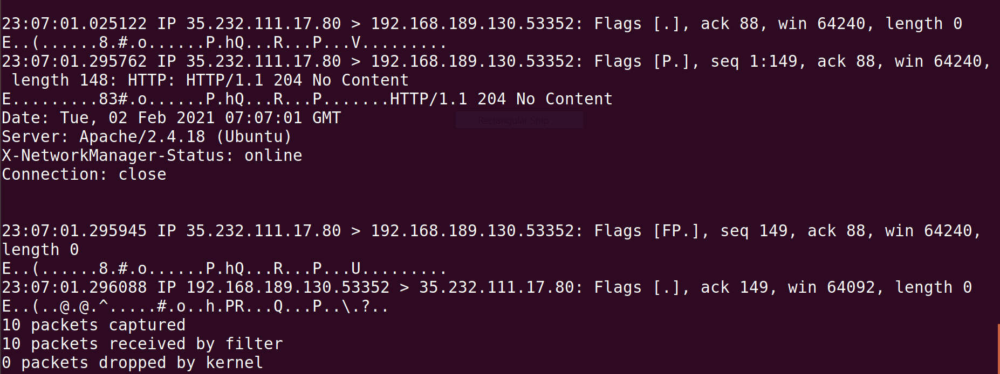 23:07:01.025122 IP 35.232.111.17.80 > 192.168.189.130.53352: Flags [.], ack 88, win 64240, length 0
E..(......8.#.o......P.hQ...R...P...V.........
23:07:01.295762 IP 35.232.111.17.80 > 192.168.189.130.53352: Flags [P.], seq 1:149, ack 88, win 64240,
 length 148: HTTP: HTTP/1.1 204 No Content
E.........83#.o......P.hQ...R...P.......HTTP/1.1 204 No Content
Date: Tue, 02 Feb 2021 07:07:01 GMT
Rectangular Snip
Server: Apache/2.4.18 (Ubuntu)
X-NetworkManager-Status: online
Connection: close
23:07:01.295945 IP 35.232.111.17.80 > 192.168.189.130.53352: Flags [FP.], seq 149, ack 88, win 64240,
length 0
E..(......8.#.o......P.hQ...R...P...U.........
23:07:01.296088 IP 192.168.189.130.53352 > 35.232.111.17.80: Flags [.], ack 149, win 64092, length 0
E..(..@.@.^.....#.o..h.PR...Q...P..\.?..
10 packets captured
10 packets received by filter
0 packets dropped by kernel